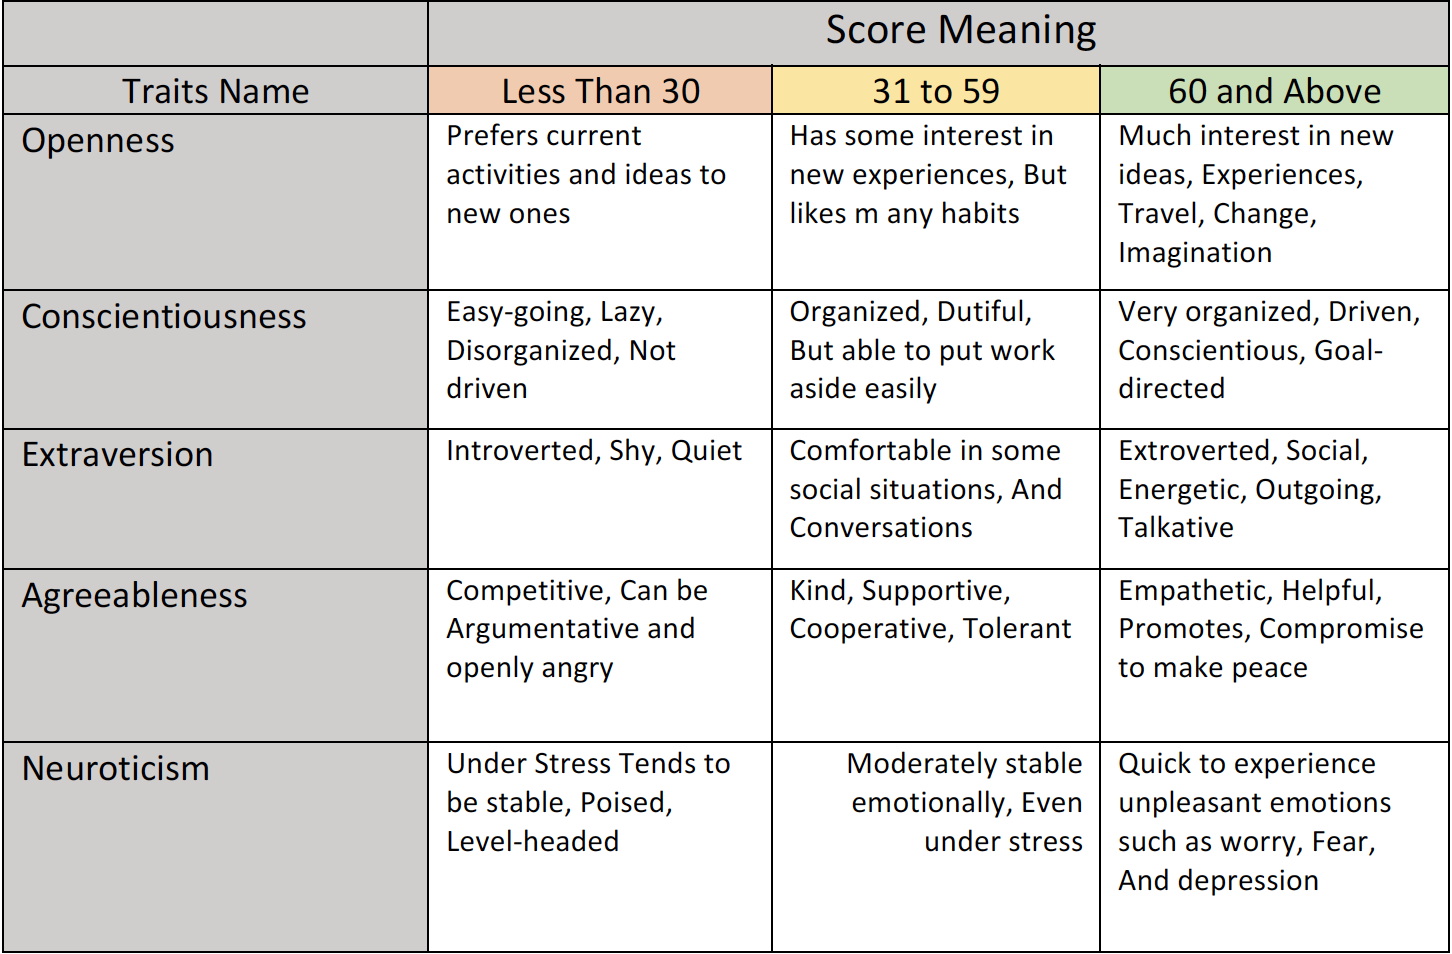 Score Meaning
Traits Name
Less Than 30
31 to 59
60 and Above
Openness
Prefers current
activities and ideas to
new ones
Has some interest in
new experiences, But
likes m any habits
Much interest in new
ideas, Experiences,
Travel, Change,
Imagination
Conscientiousness
Easy-going, Lazy,
Disorganized, Not
driven
Organized, Dutiful,
But able to put work
aside easily
Very organized, Driven,
Conscientious, Goal-
directed
Extraversion
Introverted, Shy, Quiet
Comfortable in some
social situations, And
Conversations
Extroverted, Social,
Energetic, Outgoing,
Talkative
Agreeableness
Competitive, Can be
Argumentative and
openly angry
Kind, Supportive,
Cooperative, Tolerant
Empathetic, Helpful,
Promotes, Compromise
to make peace
Neuroticism
Under Stress Tends to
be stable, Poised,
Level-headed
Moderately stable
emotionally, Even
under stress
Quick to experience
unpleasant emotions
such as worry, Fear,
And depression